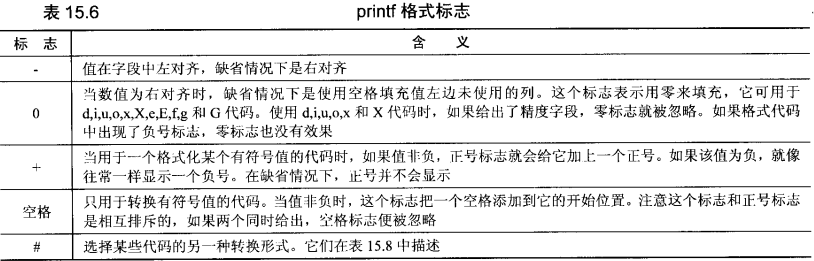 表 15.6 printf 格式标志
标 志 含 义
- 值在字段中左对齐，缺省情况下是右对齐
当数值为右对齐时，缺省情况下是使用空格填充值左边未使用的列。这个标志表示用零来填充，它可用于
0 d,i,u,o,x,X,e,E,f,g 和 G 代码。使用 d,i,u,o,x 和 X 代码时，如果给出了精度字段，零标志就被忽略。如果格式代码
中出现了负号标志，零标志也没有效果
+ 当用于一个格式化某个有符号值的代码时，如果值非负，正号标志就会给它加上一个正号。如果该值为负，就像
往常一样显示一个负号。在缺省情况下，正号并不会显示
空格 只用于转换有符号值的代码。当值非负时，这个标志把一个空格添加到它的开始位置。注意这个标志和正号标志
是相互排斥的，如果两个同时给出，空格标志便被忽略
# 选择某些代码的另一种转换形式。它们在表 15.8 中描述